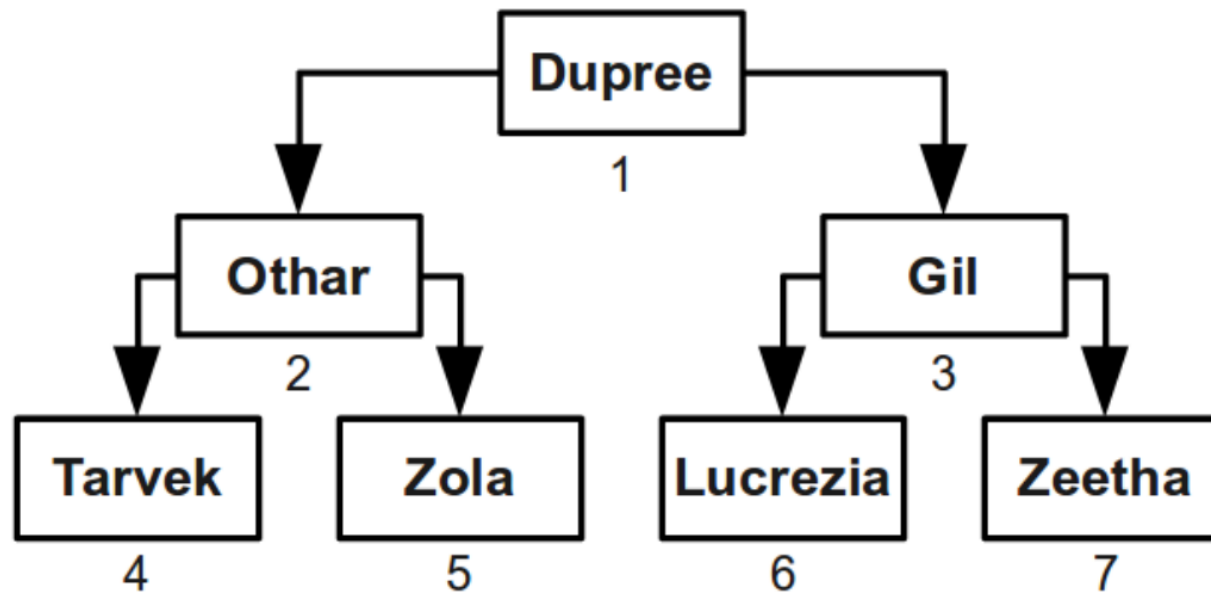 Dupree
1
Othar
Gil
2
3
Tarvek
Zola
Lucrezia
Zeetha
4
5
6
7